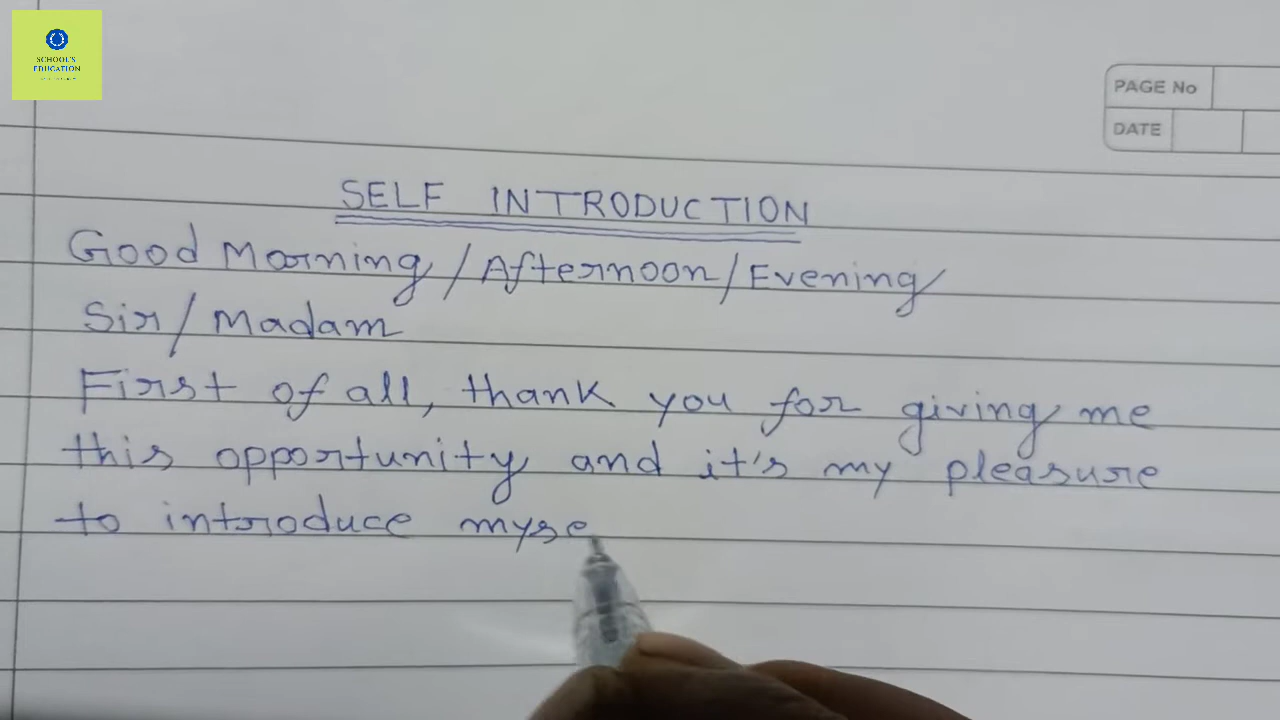 SCHOOL'S
EDUCATION
PAGE No
DATE
SELF INTRODUCTION
Good Morning/Afternoon/Evening
Sir/Madam
First of all, thank you for giving me
this opportunity and it's my pleasure
to introduce myse